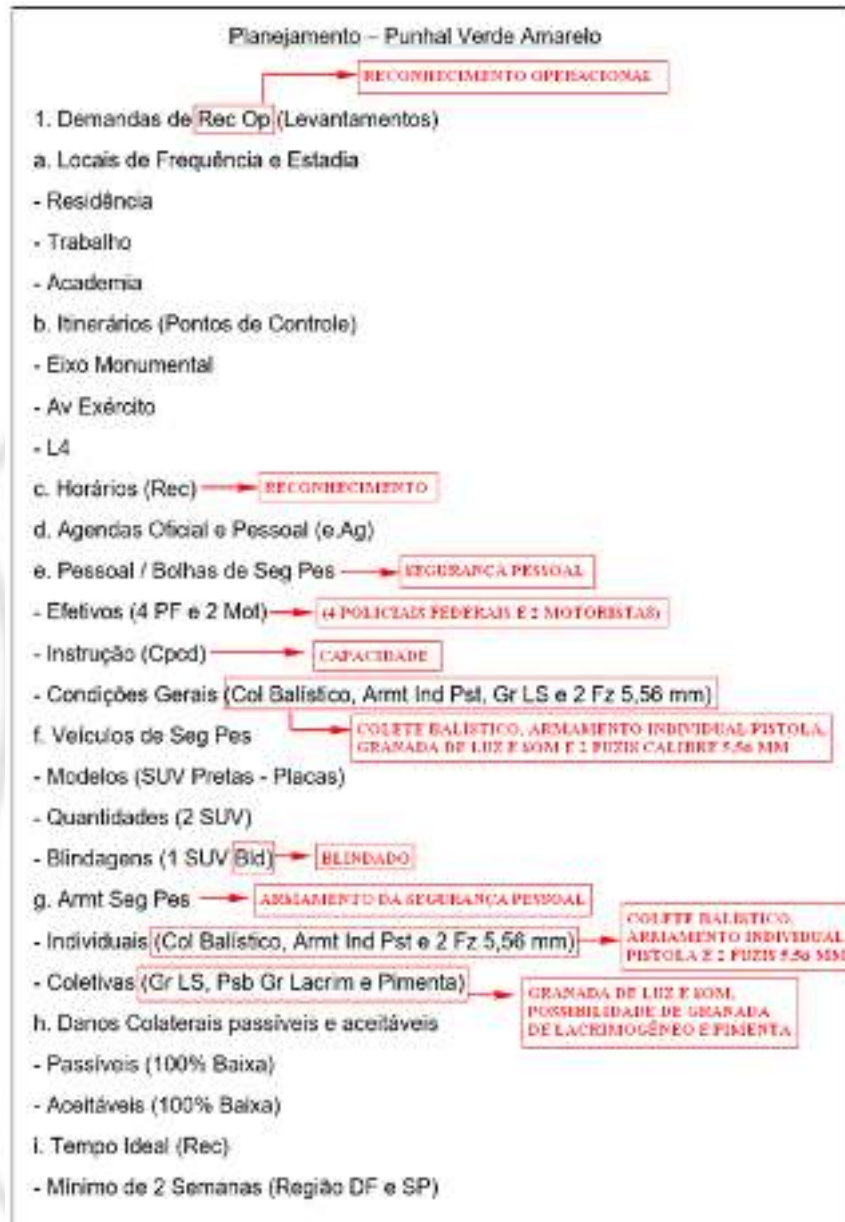 Planejamento – Punhal Verde Amarelo
RECONHECIMENTO OPERACIONAL
1. Demandas de Rec Op (Levantamentos)
a. Locais de Frequência e Estadia
- Residência
- Trabalho
- Academia
b. Itinerários (Pontos de Controle)
- Eixo Monumental
- Av Exército
- L4
c. Horários (Rec) RECONHECIMENTO
d. Agendas Oficial e Pessoal (e.Ag)
e. Pessoal / Bolhas de Seg Pes SEGURANÇA PESSOAL
- Efetivos (4 PF e 2 Mot) (4 POLICIAIS FEDERAIS E 2 MOTORISTAS)
- Instrução (Cpcd) CAPACIDADE
- Condições Gerais (Col Balístico, Armt Ind Pst, Gr LS e 2 Fz 5,56 mm)
COLETE BALÍSTICO, ARMAMENTO INDIVIDUAL PISTOLA,
GRANADA DE LUZ E SOM E 2 FUZIS CALIBRE 5,56 MM
f. Veículos de Seg Pes
- Modelos (SUV Pretas - Placas)
- Quantidades (2 SUV)
- Blindagens (1 SUV Bld) BLINDADO
g. Armt Seg Pes ARMAMENTO DA SEGURANÇA PESSOAL
- Individuais (Col Balístico, Armt Ind Pst e 2 Fz 5,56 mm)
COLETE BALÍSTICO,
ARMAMENTO INDIVIDUAL
PISTOLA E 2 FUZIS 5,56 MM
- Coletivas (Gr LS, Psb Gr Lacrim e Pimenta)
GRANADA DE LUZ E SOM,
POSSIBILIDADE DE GRANADA
DE LACRIMOGÊNEO E PIMENTA
h. Danos Colaterais passíveis e aceitáveis
- Passíveis (100% Baixa)
- Aceitáveis (100% Baixa)
i. Tempo Ideal (Rec)
- Mínimo de 2 Semanas (Região DF e SP)